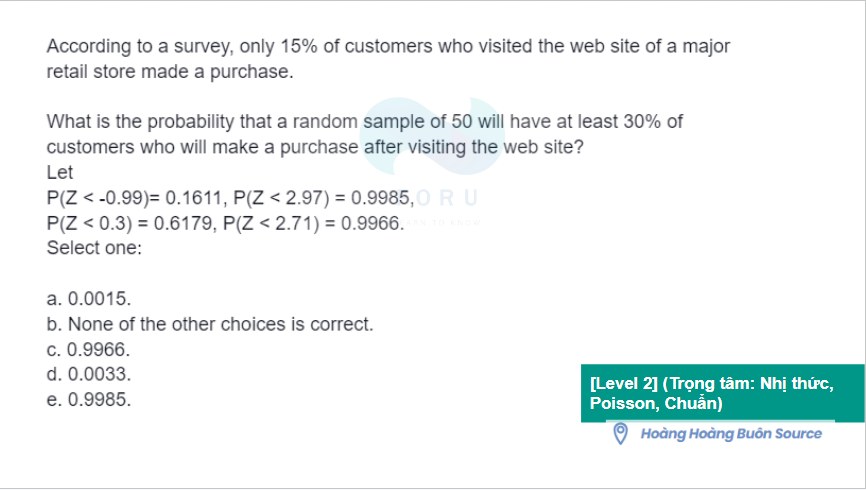 According to a survey, only 15% of customers who visited the web site of a major
retail store made a purchase.
What is the probability that a random sample of 50 will have at least 30% of
customers who will make a purchase after visiting the web site?
Let
P(Z < -0.99)= 0.1611, P(Z < 2.97) = 0.9985,
P(Z < 0.3) = 0.6179, P(Z < 2.71) = 0.9966.
Select one:
a. 0.0015.
b. None of the other choices is correct.
c. 0.9966.
d. 0.0033.
e. 0.9985.
[Level 2] (Trọng tâm: Nhị thức,
Poisson, Chuẩn)
Hoàng Hoàng Buôn Source